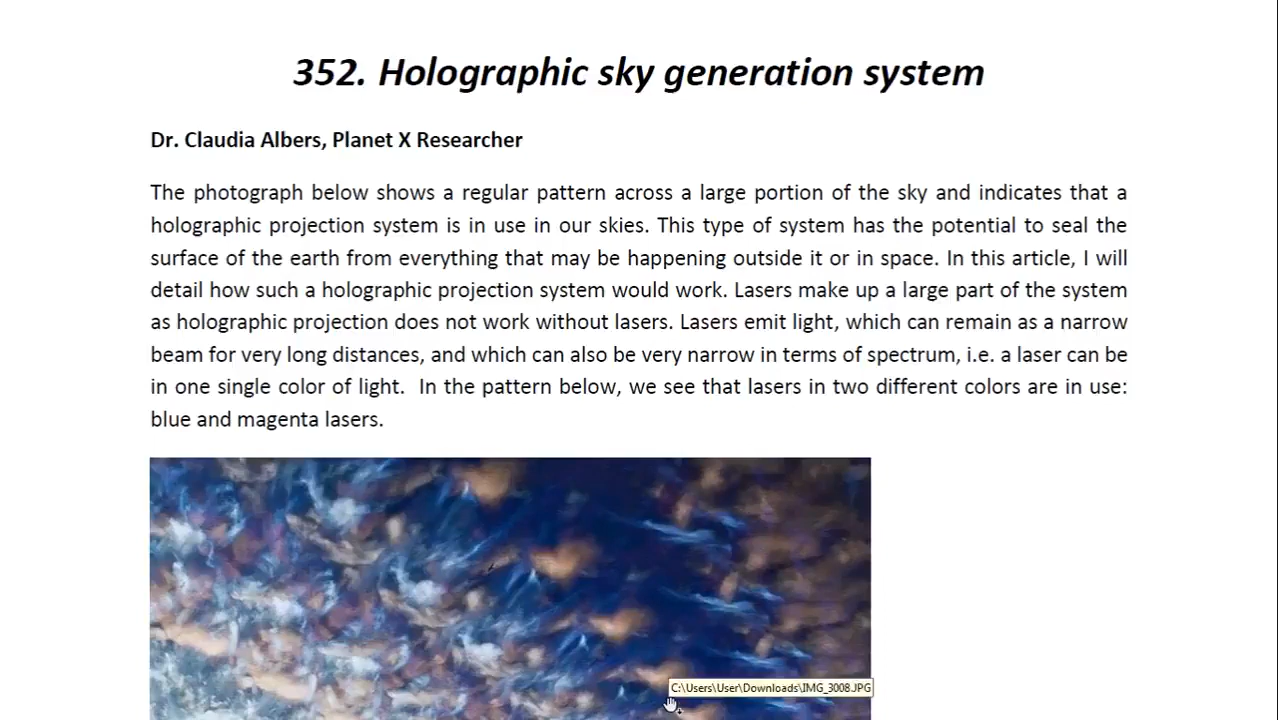 352. Holographic sky generation system
Dr. Claudia Albers, Planet X Researcher
The photograph below shows a regular pattern across a large portion of the sky and indicates that a
holographic projection system is in use in our skies. This type of system has the potential to seal the
surface of the earth from everything that may be happening outside it or in space. In this article, I will
detail how such a holographic projection system would work. Lasers make up a large part of the system
as holographic projection does not work without lasers. Lasers emit light, which can remain as a narrow
beam for very long distances, and which can also be very narrow in terms of spectrum, i.e. a laser can be
in one single color of light.  In the pattern below, we see that lasers in two different colors are in use:
blue and magenta lasers.
C:\Users\User\Downloads\IMG_3008.JPG